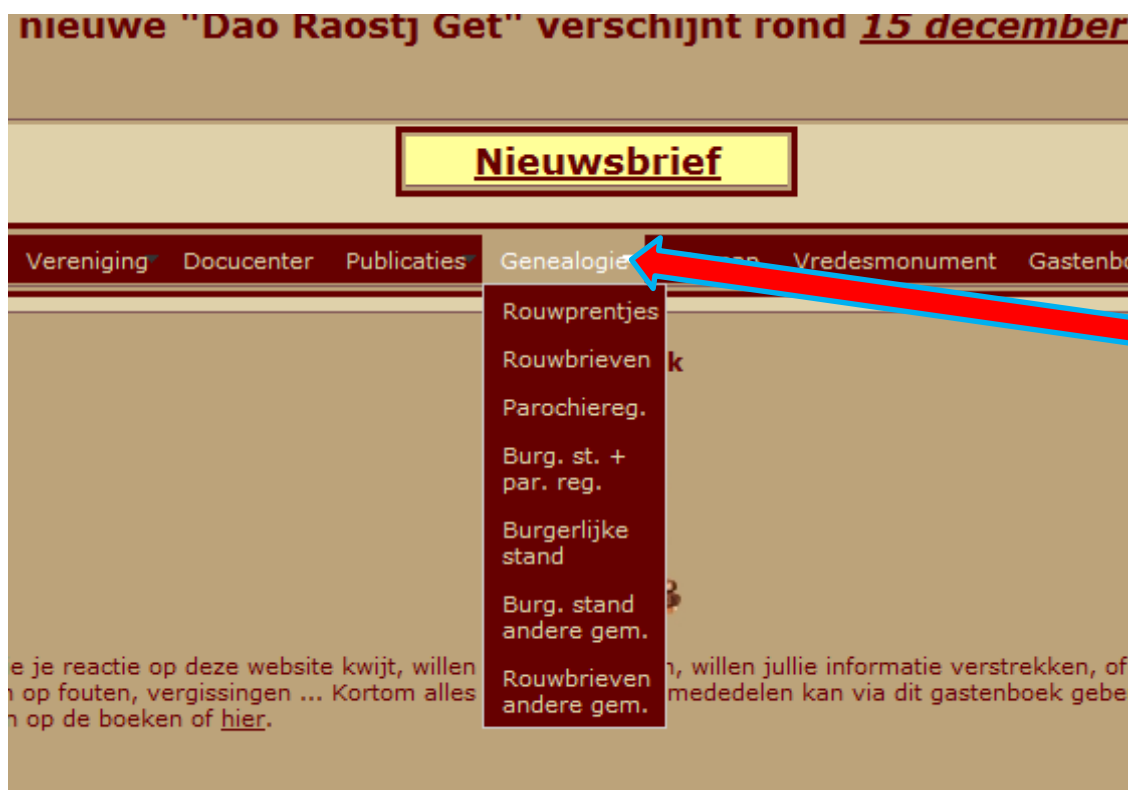 nieuwe "Dao Raostj Get" verschijnt rond 15 december
Nieuwsbrief
Vereniging Docucenter Publicaties Genealogie Vredesmonument
Rouwprentjes
Rouwbrieven
Parochiereg.
Burg. st. +
par. reg.
Burgerlijke
stand
Burg. stand
andere gem.
Rouwbrieven
andere gem.
je reactie op deze website kwijt, willen willen jullie informatie verstrekken, of
op fouten, vergissingen ... Kortom alles mededelen kan via dit gastenboek
op de boeken of hier.